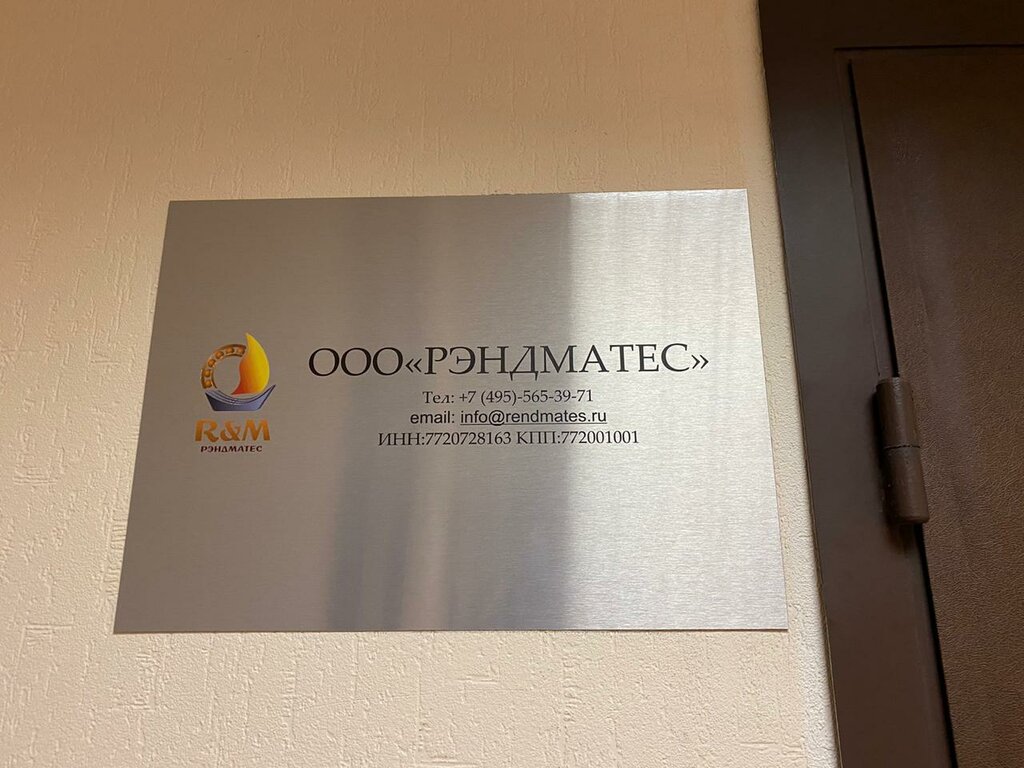 R&M
РЭНДМАТЕС
ООО«РЭНДМАТЕС»
Тел: +7 (495)-565-39-71
email: info@rendmates.ru
ИНН:7720728163 КПП:772001001